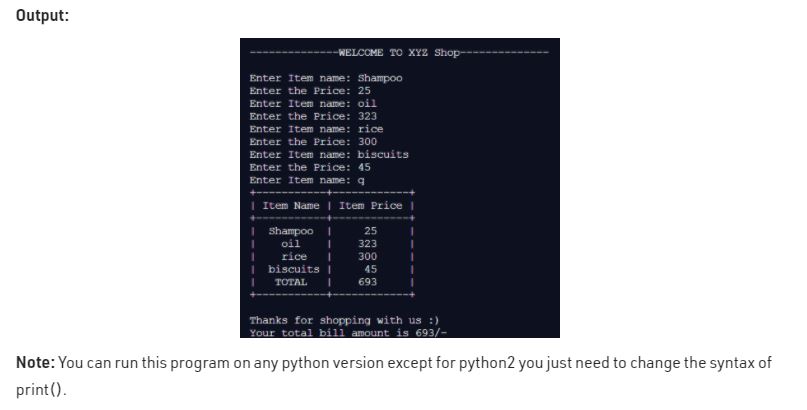 Output:
--------------WELCOME TO XYZ Shop--------------
Enter Item name: Shampoo
Enter the Price: 25
Enter Item name: oil
Enter the Price: 323
Enter Item name: rice
Enter the Price: 300
Enter Item name: biscuits
Enter the Price: 45
Enter Item name: q
+-----------+------------+
| Item Name | Item Price |
+-----------+------------+
| Shampoo | 25 |
| oil | 323 |
| rice | 300 |
| biscuits | 45 |
| TOTAL | 693 |
+-----------+------------+
Thanks for shopping with us :)
Your total bill amount is 693/-
Note: You can run this program on any python version except for python2 you just need to change the syntax of
print().